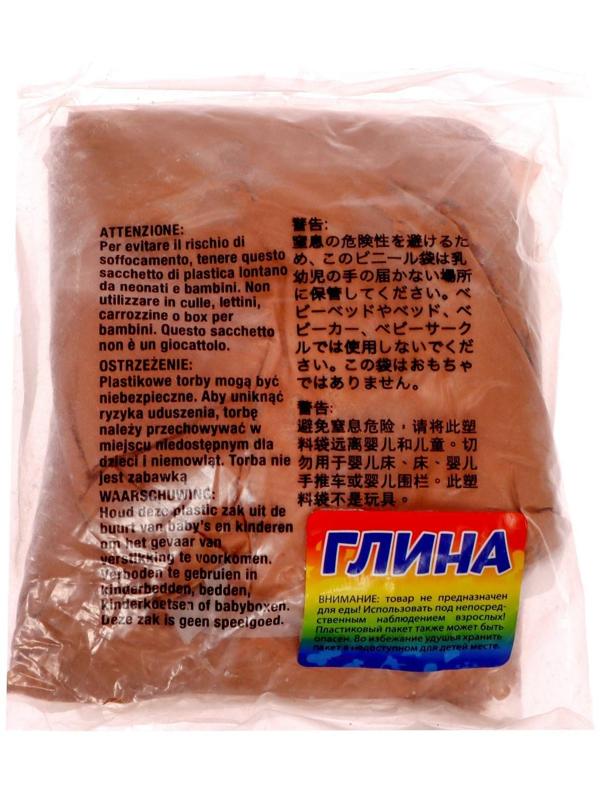 ATTENZIONE:
Per evitare il rischio di
soffocamento, tenere questo
sacchetto di plastica lontano
da neonati e bambini. Non
utilizzare in culle, lettini,
carrozzine o box per
bambini. Questo sacchetto
non è un giocattolo.
OSTRZEŻENIE:
Plastikowe torby mogą być
niebezpieczne. Aby uniknąć
ryzyka uduszenia, torbę
należy przechowywać w
miejscu niedostępnym dla
dzieci i niemowląt. Torba nie
jest zabawką
WAARSCHUWING:
Houd deze plastic zak uit de
buurt van baby's en kinderen
om het gevaar van
verstikking te voorkomen.
Verboden te gebruien in
kinderbedden, bedden,
kinderkoetsen of babyboxen.
Deze zak is geen speelgoed.
警告:
窒息の危険性を避けるた
め、このビニール袋は乳
幼児の手の届かない場所
に保管してください。ベ
ビーベッドやベッド、ベ
ビーカー、ベビーサーク
ルでは使用しないでくだ
さい。この袋はおもちゃ
ではありません。
警告:
避免窒息危险，请将此塑
料袋远离婴儿和儿童。切
勿用于婴儿床、床、婴儿
手推车或婴儿围栏。此塑
料袋不是玩具。
ГЛИНА
ВНИМАНИЕ: товар не предназначен
для еды! Использовать под непосред-
ственным наблюдением взрослых!
Пластиковый пакет также может быть
опасен. Во избежание удушья хранить
пакет в недоступном для детей месте.